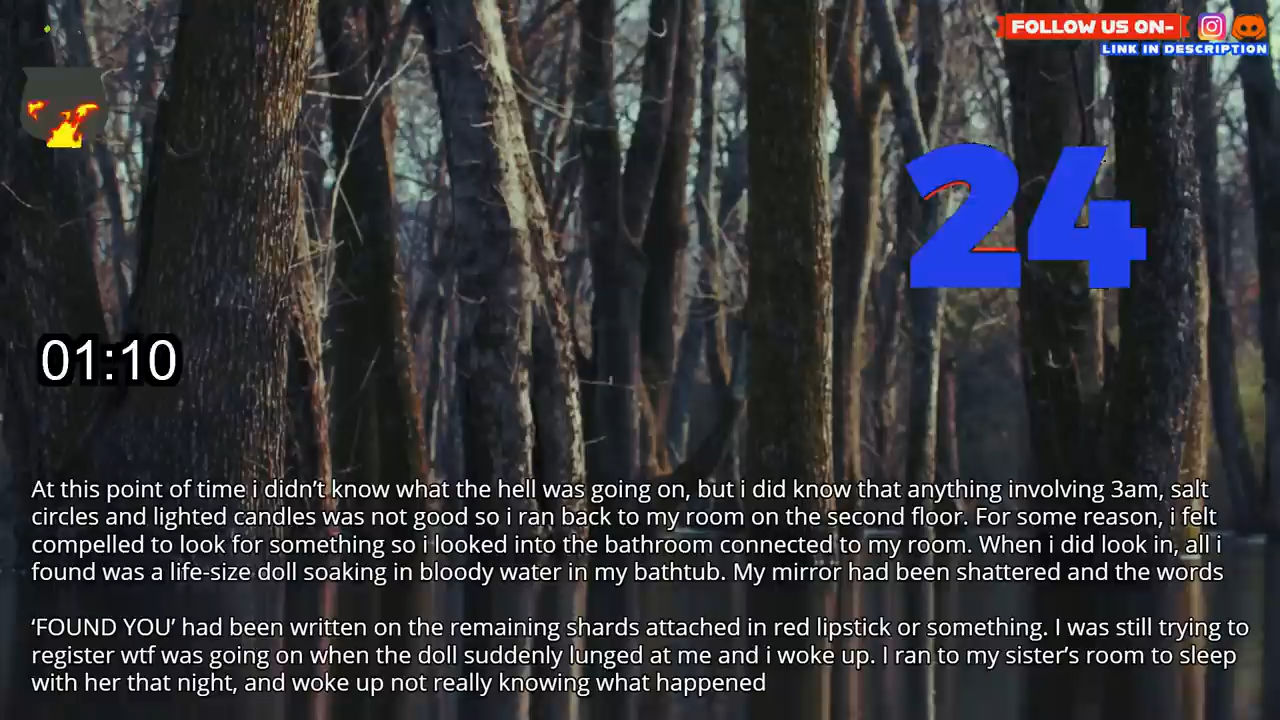 FOLLOW US ON-
LINK IN DESCRIPTION
24
01:10
At this point of time i didn’t know what the hell was going on, but i did know that anything involving 3am, salt
circles and lighted candles was not good so i ran back to my room on the second floor. For some reason, i felt
compelled to look for something so i looked into the bathroom connected to my room. When i did look in, all i
found was a life-size doll soaking in bloody water in my bathtub. My mirror had been shattered and the words
‘FOUND YOU’ had been written on the remaining shards attached in red lipstick or something. I was still trying to
register wtf was going on when the doll suddenly lunged at me and i woke up. I ran to my sister’s room to sleep
with her that night, and woke up not really knowing what happened